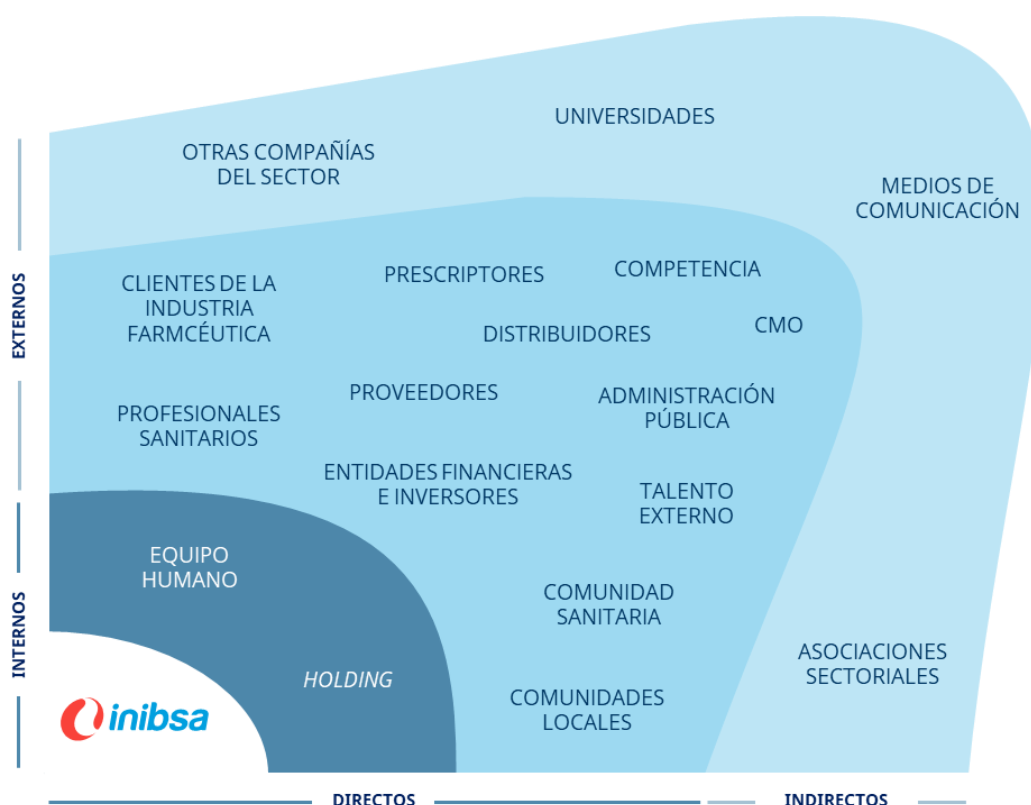 UNIVERSIDADES
OTRAS COMPAÑÍAS
DEL SECTOR
MEDIOS DE
COMUNICACIÓN
EXTERNOS
CLIENTES DE LA
INDUSTRIA
FARMCÉUTICA
PRESCRIPTORES
COMPETENCIA
DISTRIBUIDORES
CMO
PROFESIONALES
SANITARIOS
PROVEEDORES
ADMINISTRACIÓN
PÚBLICA
ENTIDADES FINANCIERAS
E INVERSORES
TALENTO
EXTERNO
INTERNOS
EQUIPO
HUMANO
COMUNIDAD
SANITARIA
HOLDING
ASOCIACIONES
SECTORIALES
COMUNIDADES
LOCALES
inibsa
DIRECTOS
INDIRECTOS